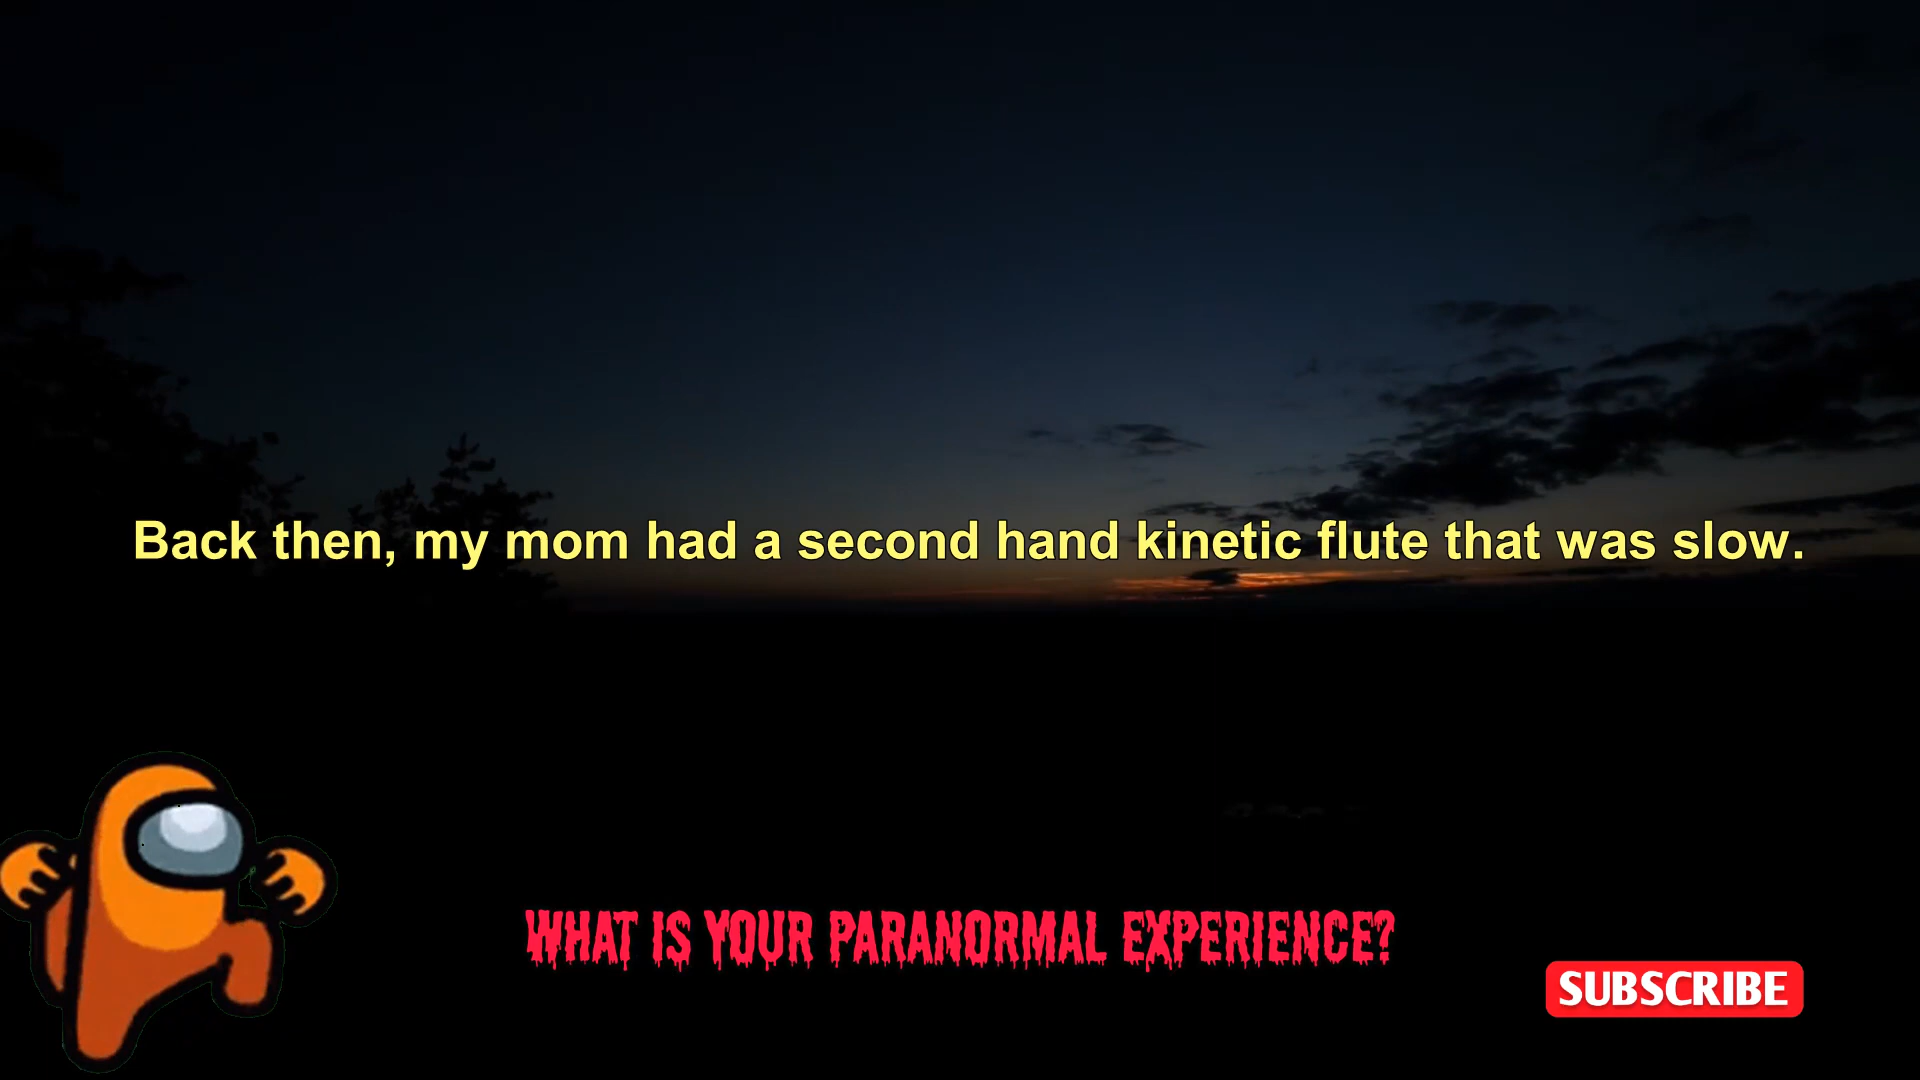 Back then, my mom had a second hand kinetic flute that was slow.
WHAT IS YOUR PARANORMAL EXPERIENCE?
SUBSCRIBE